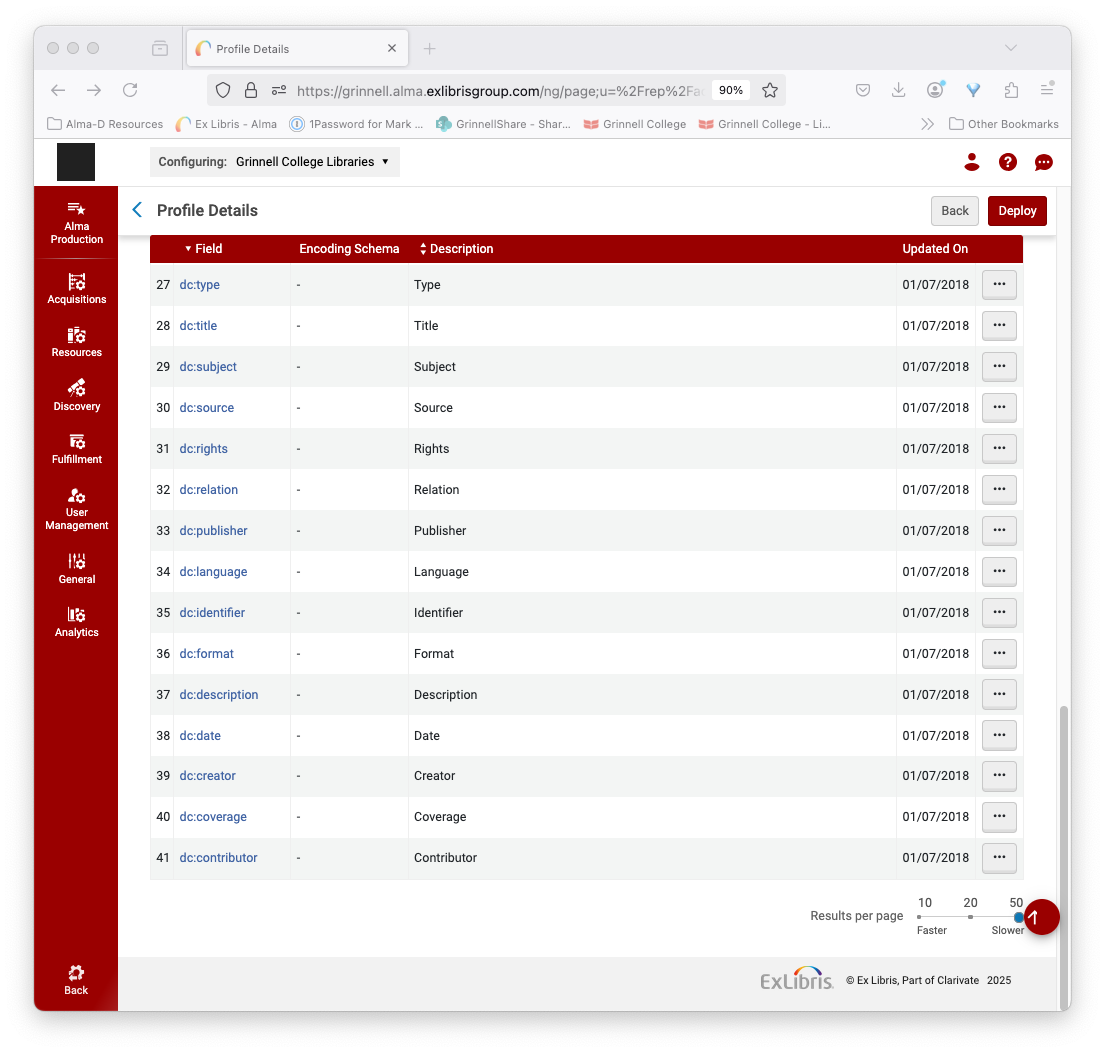 Profile Details
https://grinnell.alma.exlibrisgroup.com/ng/page;u=%2Frep%2Fac
90%
Alma-D Resources
Ex Libris - Alma
1Password for Mark ...
GrinnellShare - Shar...
Grinnell College
Grinnell College - Li...
Other Bookmarks
Configuring: Grinnell College Libraries
Alma Production
Acquisitions
Resources
Discovery
Fulfillment
User Management
General
Analytics
Back
Profile Details
Back
Deploy
Field Encoding Schema Description Updated On
27 dc:type - Type 01/07/2018
28 dc:title - Title 01/07/2018
29 dc:subject - Subject 01/07/2018
30 dc:source - Source 01/07/2018
31 dc:rights - Rights 01/07/2018
32 dc:relation - Relation 01/07/2018
33 dc:publisher - Publisher 01/07/2018
34 dc:language - Language 01/07/2018
35 dc:identifier - Identifier 01/07/2018
36 dc:format - Format 01/07/2018
37 dc:description - Description 01/07/2018
38 dc:date - Date 01/07/2018
39 dc:creator - Creator 01/07/2018
40 dc:coverage - Coverage 01/07/2018
41 dc:contributor - Contributor 01/07/2018
Results per page
10 20 50
Faster Slower
ExLibris.
© Ex Libris, Part of Clarivate 2025